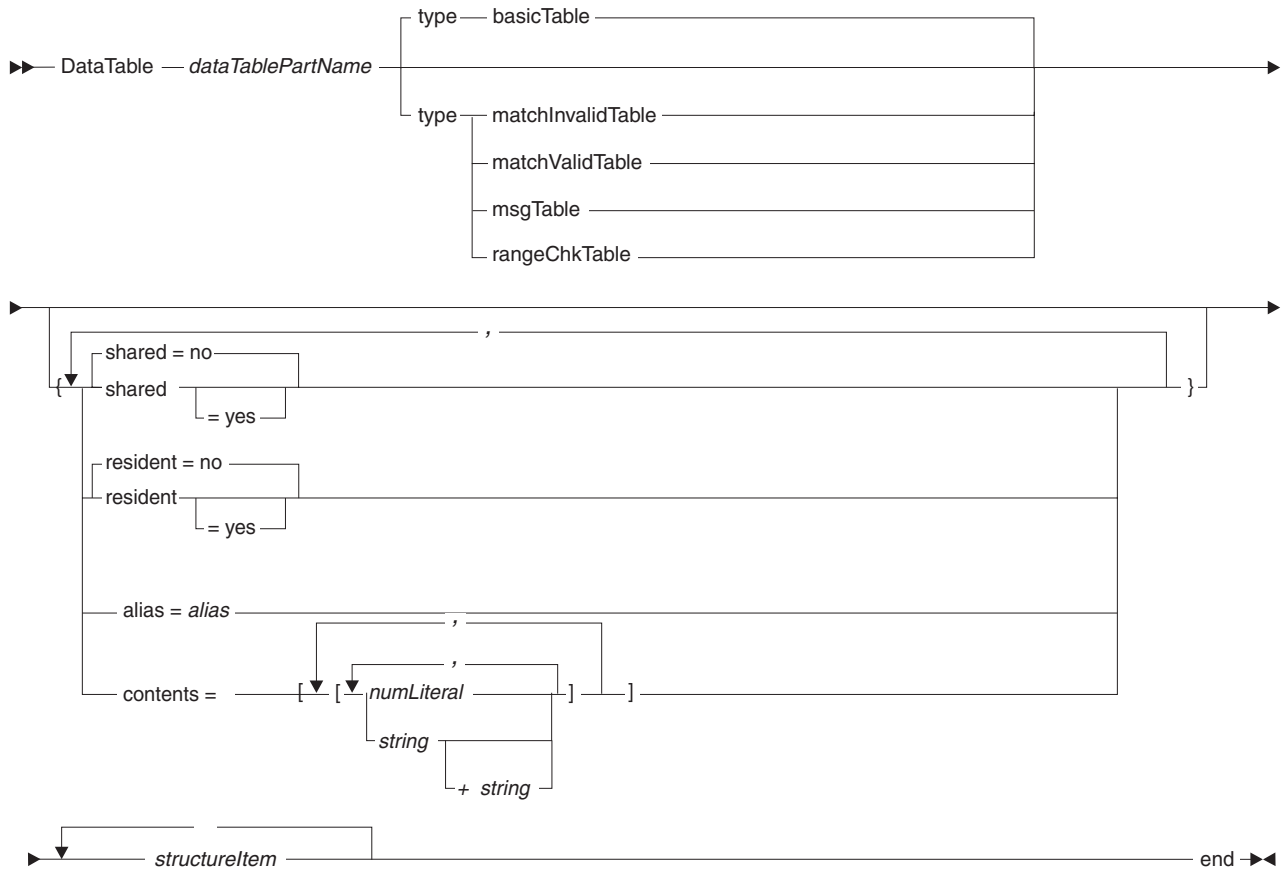 type basicTable
DataTable dataTablePartName
type matchInvalidTable
matchValidTable
msgTable
rangeChkTable
,
shared = no
{ shared }
= yes
resident = no
resident
= yes
alias = alias
,
,
contents = [ [ numLiteral ] ]
string
+ string
structureItem end